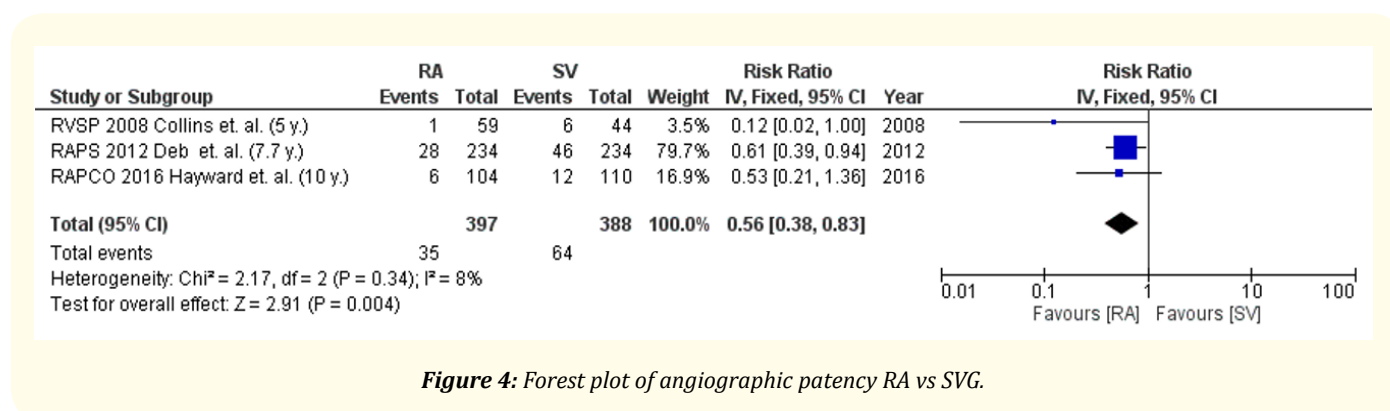 RA SV Risk Ratio Risk Ratio
Study or Subgroup Events Total Events Total Weight IV, Fixed, 95% CI Year IV, Fixed, 95% CI
RVSP 2008 Collins et. al. (5 y.) 1 59 6 44 3.5% 0.12 [0.02, 1.00] 2008
RAPS 2012 Deb et. al. (7.7 y.) 28 234 46 234 79.7% 0.61 [0.39, 0.94] 2012
RAPCO 2016 Hayward et. al. (10 y.) 6 104 12 110 16.9% 0.53 [0.21, 1.36] 2016
Total (95% CI) 397 388 100.0% 0.56 [0.38, 0.83]
Total events 35 64
Heterogeneity: Chi² = 2.17, df = 2 (P = 0.34); I² = 8%
Test for overall effect: Z = 2.91 (P = 0.004)
0.01 0.1 1 10 100
Favours [RA] Favours [SV]
Figure 4: Forest plot of angiographic patency RA vs SVG.